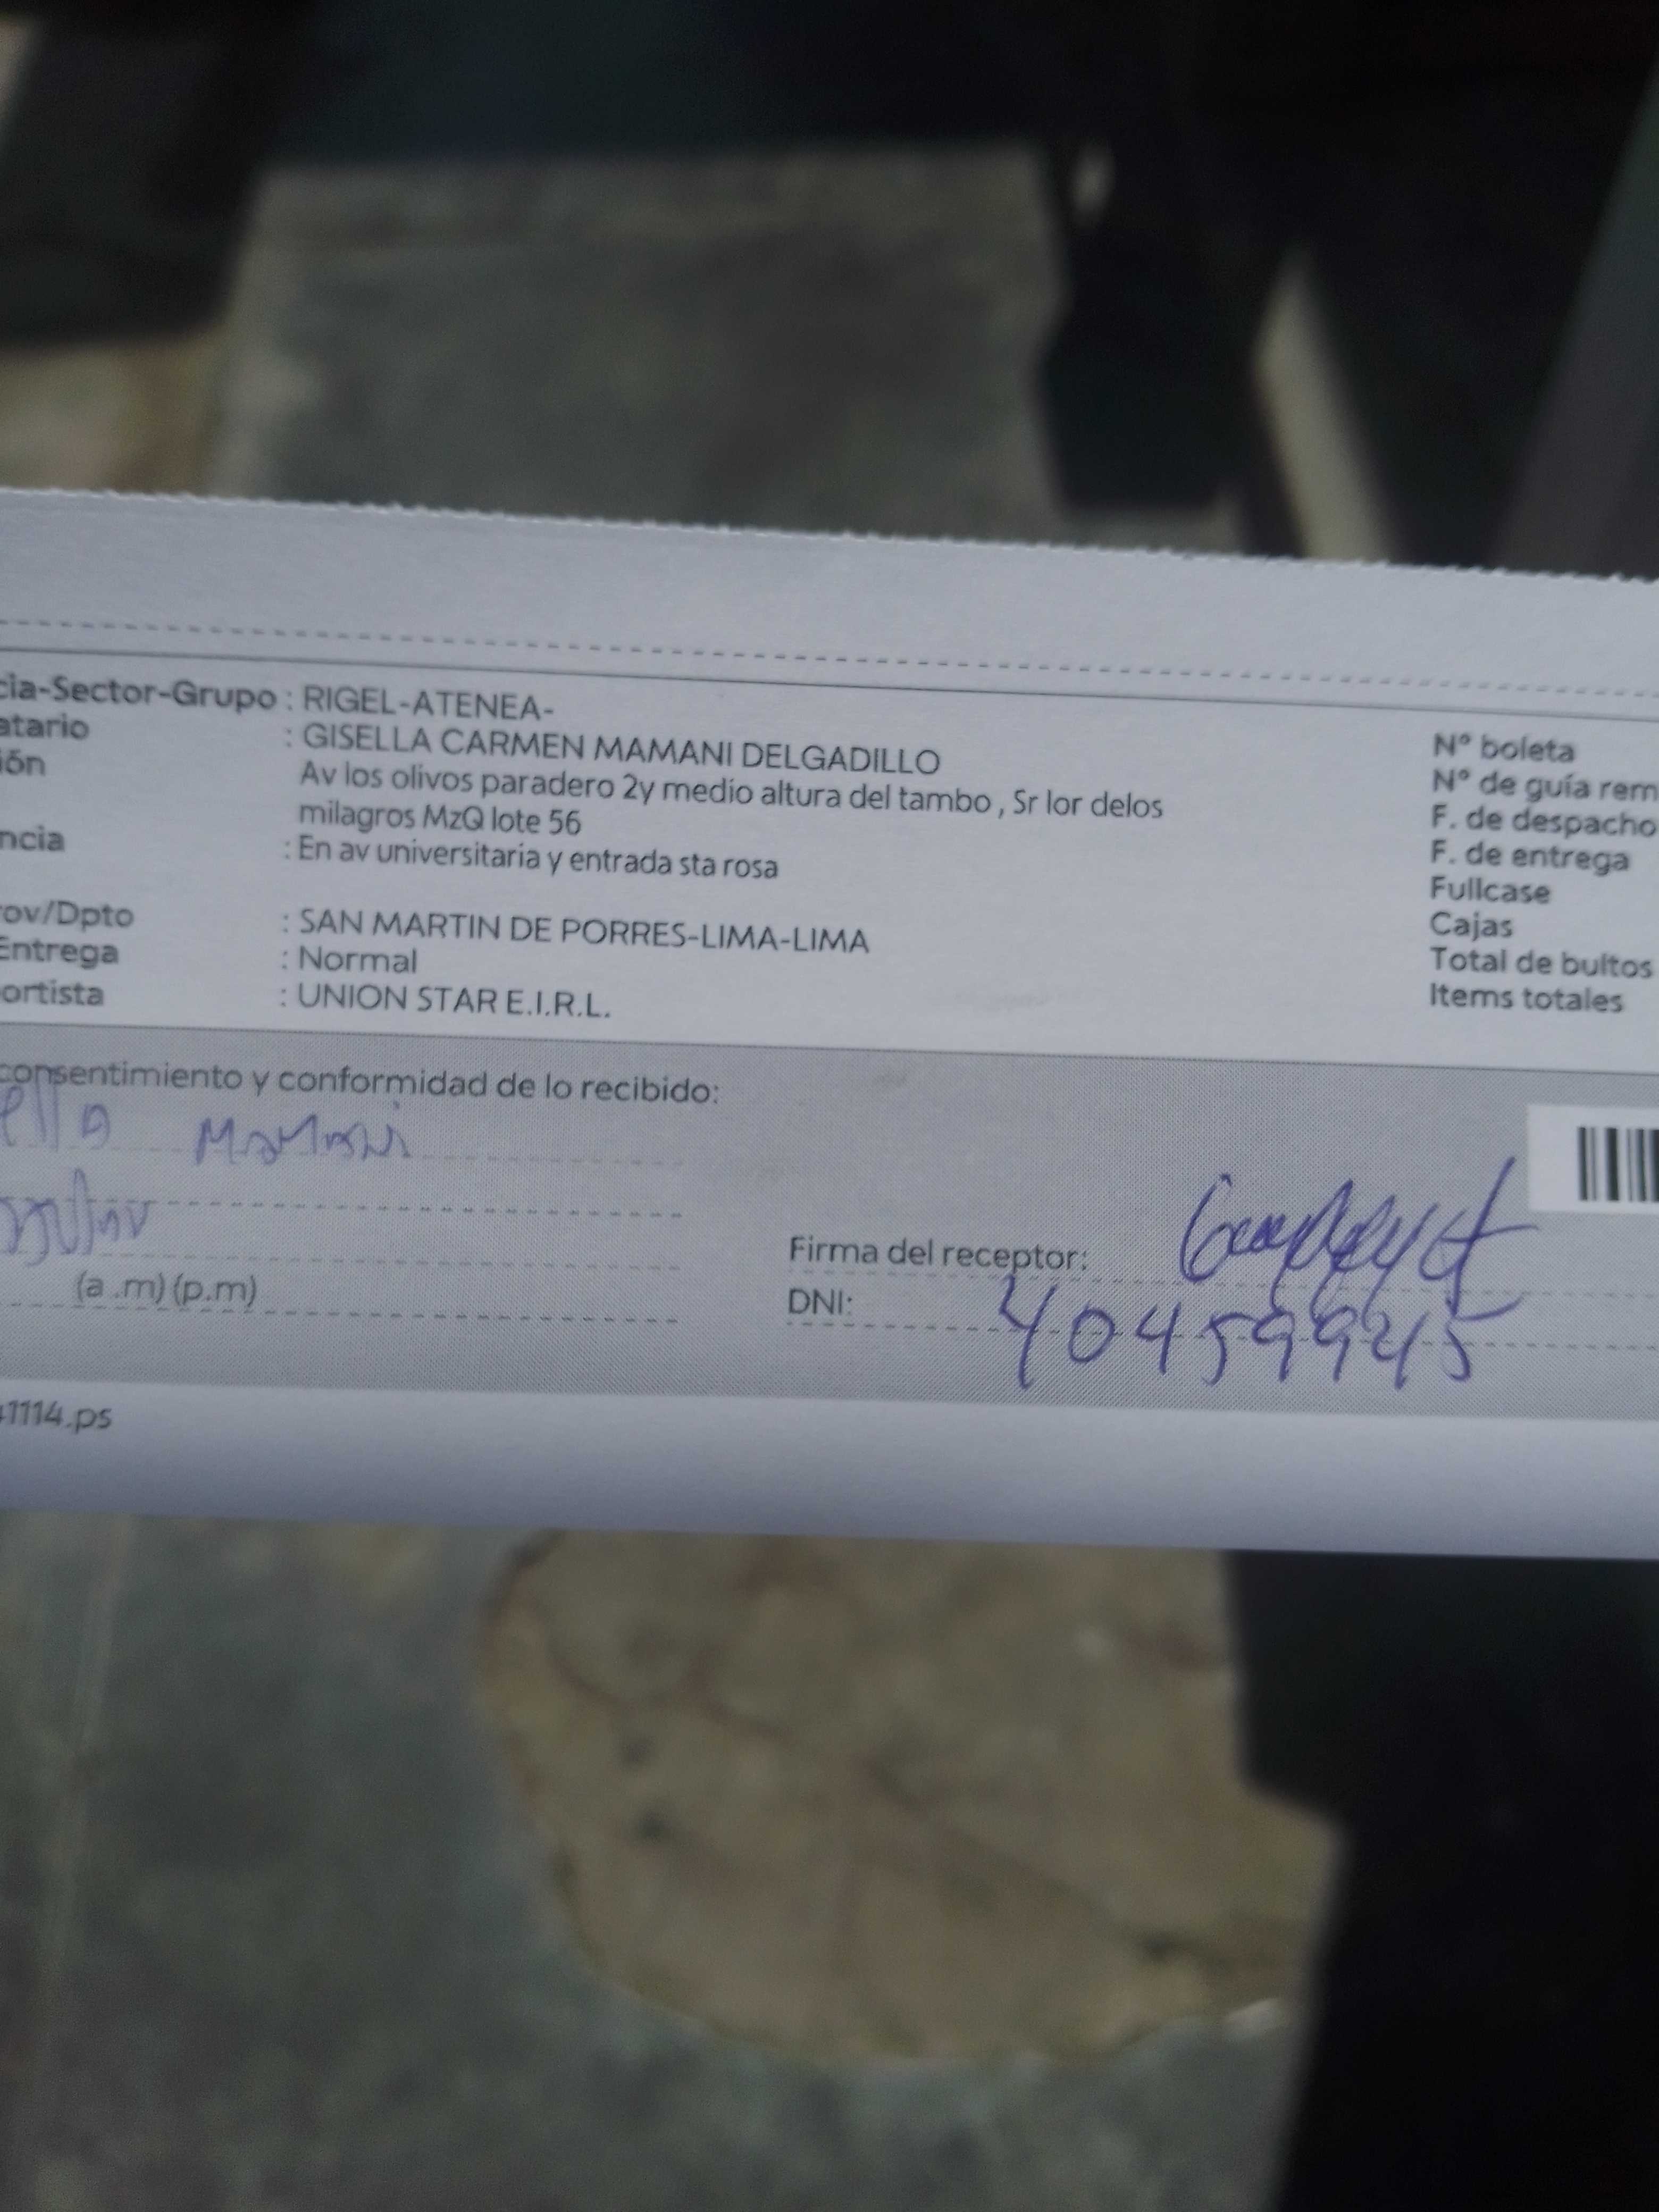 cia-Sector-Grupo : RIGEL-ATENEA-
atario : GISELLA CARMEN MAMANI DELGADILLO
ión Av los olivos paradero 2y medio altura del tambo , Sr lor delos
milagros MzQ lote 56
ncia : En av universitaria y entrada sta rosa
ov/Dpto : SAN MARTIN DE PORRES-LIMA-LIMA
Entrega : Normal
ortista : UNION STAR E.I.R.L.
N° boleta
N° de guía rem
F. de despacho
F. de entrega
Fullcase
Cajas
Total de bultos
Items totales
consentimiento y conformidad de lo recibido:
ella Mamani
(a .m) (p.m)
Firma del receptor:
DNI: 40459945
1114.ps